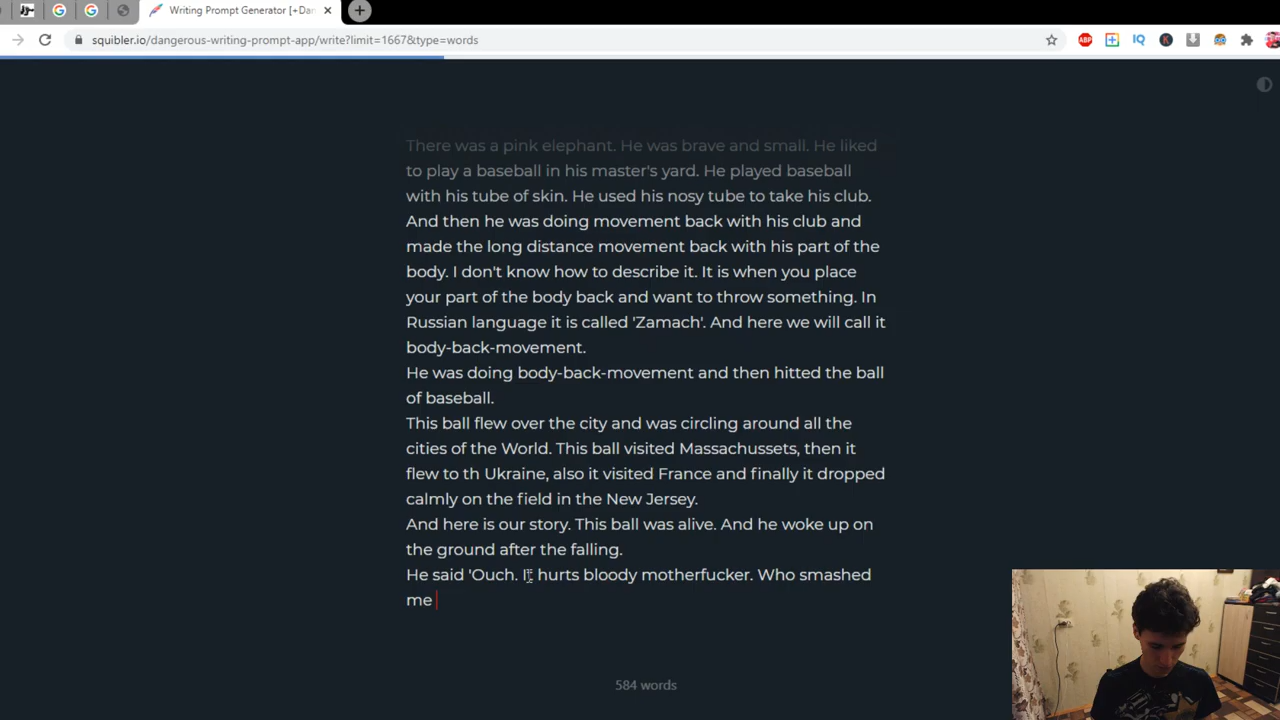 Writing Prompt Generator [+Dan
squibler.io/dangerous-writing-prompt-app/write?limit=1667&type=words
There was a pink elephant. He was brave and small. He liked
to play a baseball in his master's yard. He played baseball
with his tube of skin. He used his nosy tube to take his club.
And then he was doing movement back with his club and
made the long distance movement back with his part of the
body. I don't know how to describe it. It is when you place
your part of the body back and want to throw something. In
Russian language it is called 'Zamach'. And here we will call it
body-back-movement.
He was doing body-back-movement and then hitted the ball
of baseball.
This ball flew over the city and was circling around all the
cities of the World. This ball visited Massachussets, then it
flew to th Ukraine, also it visited France and finally it dropped
calmly on the field in the New Jersey.
And here is our story. This ball was alive. And he woke up on
the ground after the falling.
He said 'Ouch. It hurts bloody motherfucker. Who smashed
me
584 words